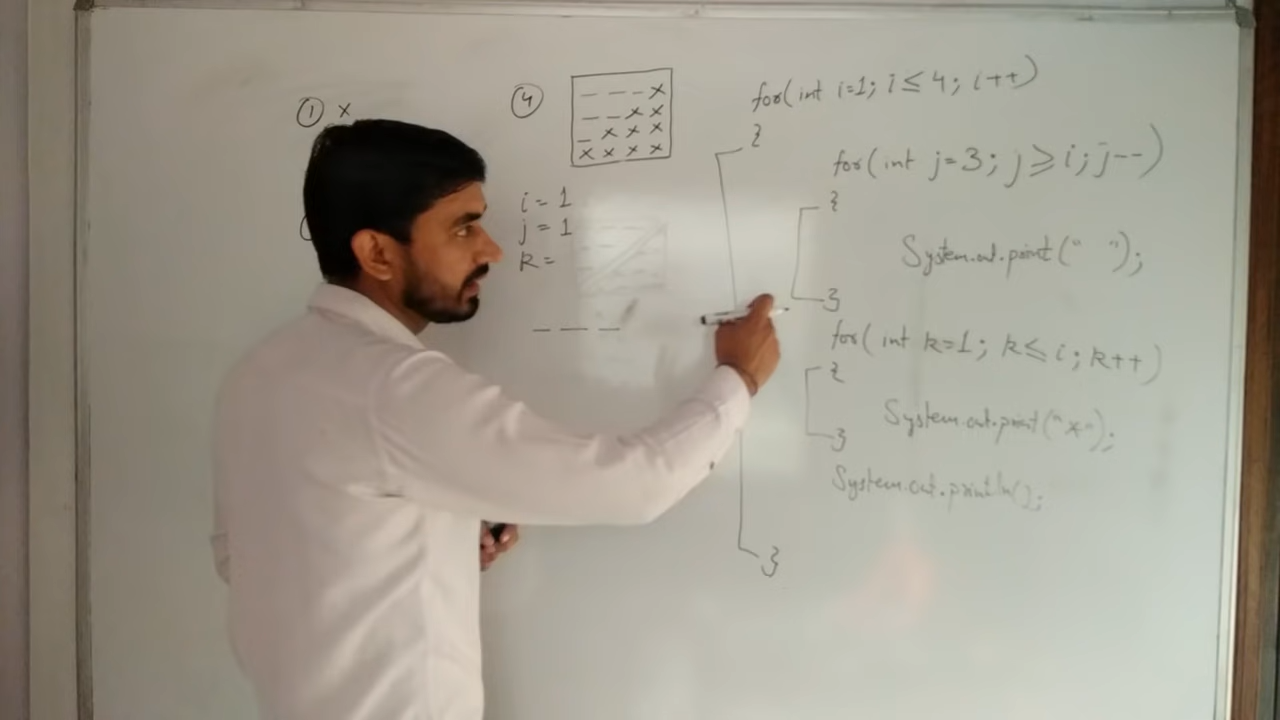 ① x
④
— — — x
— — x x
— x x x
x x x x
i = 1
j = 1
k =
— — —
for(int i=1; i≤4; i++)
{
for(int j=3; j≥i; j--)
{
System.out.print(" ");
}
for(int k=1; k≤i; k++)
{
System.out.print("x");
}
System.out.println();
}